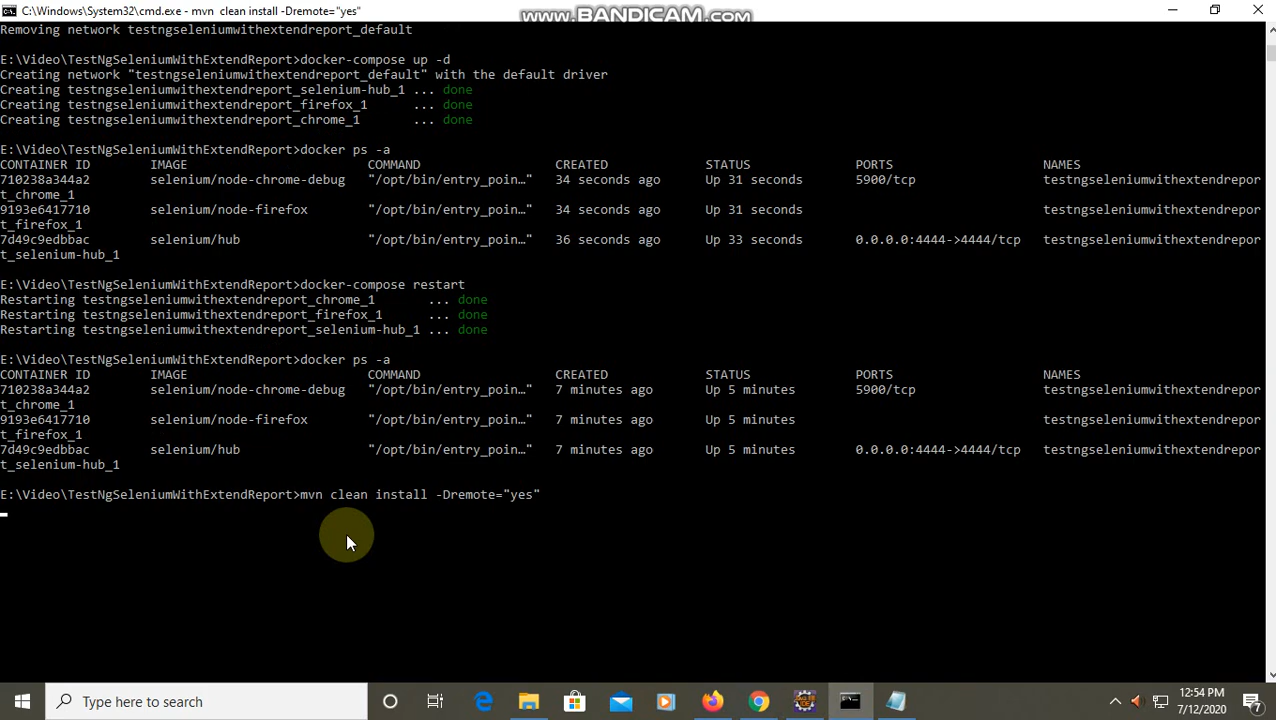 C:\Windows\System32\cmd.exe - mvn  clean install -Dremote="yes"
www.BANDICAM.com
Removing network testngseleniumwithextendreport_default
E:\Video\TestNgSeleniumWithExtendReport>docker-compose up -d
Creating network "testngseleniumwithextendreport_default" with the default driver
Creating testngseleniumwithextendreport_selenium-hub_1 ... done
Creating testngseleniumwithextendreport_firefox_1      ... done
Creating testngseleniumwithextendreport_chrome_1       ... done
E:\Video\TestNgSeleniumWithExtendReport>docker ps -a
CONTAINER ID        IMAGE                        COMMAND                  CREATED             STATUS              PORTS                    NAMES
710238a344a2        selenium/node-chrome-debug   "/opt/bin/entry_poin…"   34 seconds ago      Up 31 seconds       5900/tcp                 testngseleniumwithextendrepor
t_chrome_1
9193e6417710        selenium/node-firefox        "/opt/bin/entry_poin…"   34 seconds ago      Up 31 seconds                                testngseleniumwithextendrepor
t_firefox_1
7d49c9edbbac        selenium/hub                 "/opt/bin/entry_poin…"   36 seconds ago      Up 33 seconds       0.0.0.0:4444->4444/tcp   testngseleniumwithextendrepor
t_selenium-hub_1
E:\Video\TestNgSeleniumWithExtendReport>docker-compose restart
Restarting testngseleniumwithextendreport_chrome_1       ... done
Restarting testngseleniumwithextendreport_firefox_1      ... done
Restarting testngseleniumwithextendreport_selenium-hub_1 ... done
E:\Video\TestNgSeleniumWithExtendReport>docker ps -a
CONTAINER ID        IMAGE                        COMMAND                  CREATED             STATUS              PORTS                    NAMES
710238a344a2        selenium/node-chrome-debug   "/opt/bin/entry_poin…"   7 minutes ago       Up 5 minutes        5900/tcp                 testngseleniumwithextendrepor
t_chrome_1
9193e6417710        selenium/node-firefox        "/opt/bin/entry_poin…"   7 minutes ago       Up 5 minutes                                 testngseleniumwithextendrepor
t_firefox_1
7d49c9edbbac        selenium/hub                 "/opt/bin/entry_poin…"   7 minutes ago       Up 5 minutes        0.0.0.0:4444->4444/tcp   testngseleniumwithextendrepor
t_selenium-hub_1
E:\Video\TestNgSeleniumWithExtendReport>mvn clean install -Dremote="yes"
Type here to search
12:54 PM
7/12/2020
7